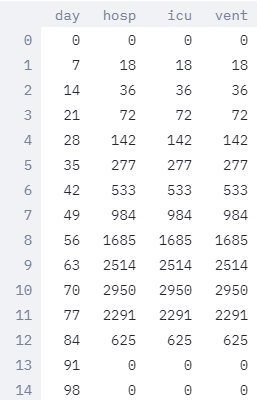 day hosp icu vent
0 0 0 0 0
1 7 18 18 18
2 14 36 36 36
3 21 72 72 72
4 28 142 142 142
5 35 277 277 277
6 42 533 533 533
7 49 984 984 984
8 56 1685 1685 1685
9 63 2514 2514 2514
10 70 2950 2950 2950
11 77 2291 2291 2291
12 84 625 625 625
13 91 0 0 0
14 98 0 0 0